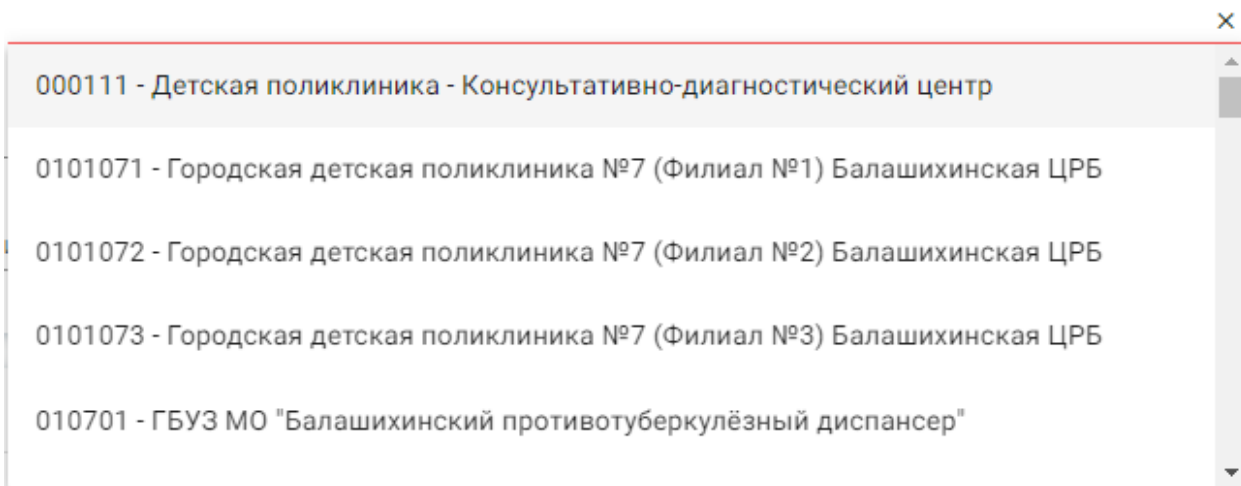 000111 - Детская поликлиника - Консультативно-диагностический центр
0101071 - Городская детская поликлиника №7 (Филиал №1) Балашихинская ЦРБ
0101072 - Городская детская поликлиника №7 (Филиал №2) Балашихинская ЦРБ
0101073 - Городская детская поликлиника №7 (Филиал №3) Балашихинская ЦРБ
010701 - ГБУЗ МО "Балашихинский противотуберкулёзный диспансер"